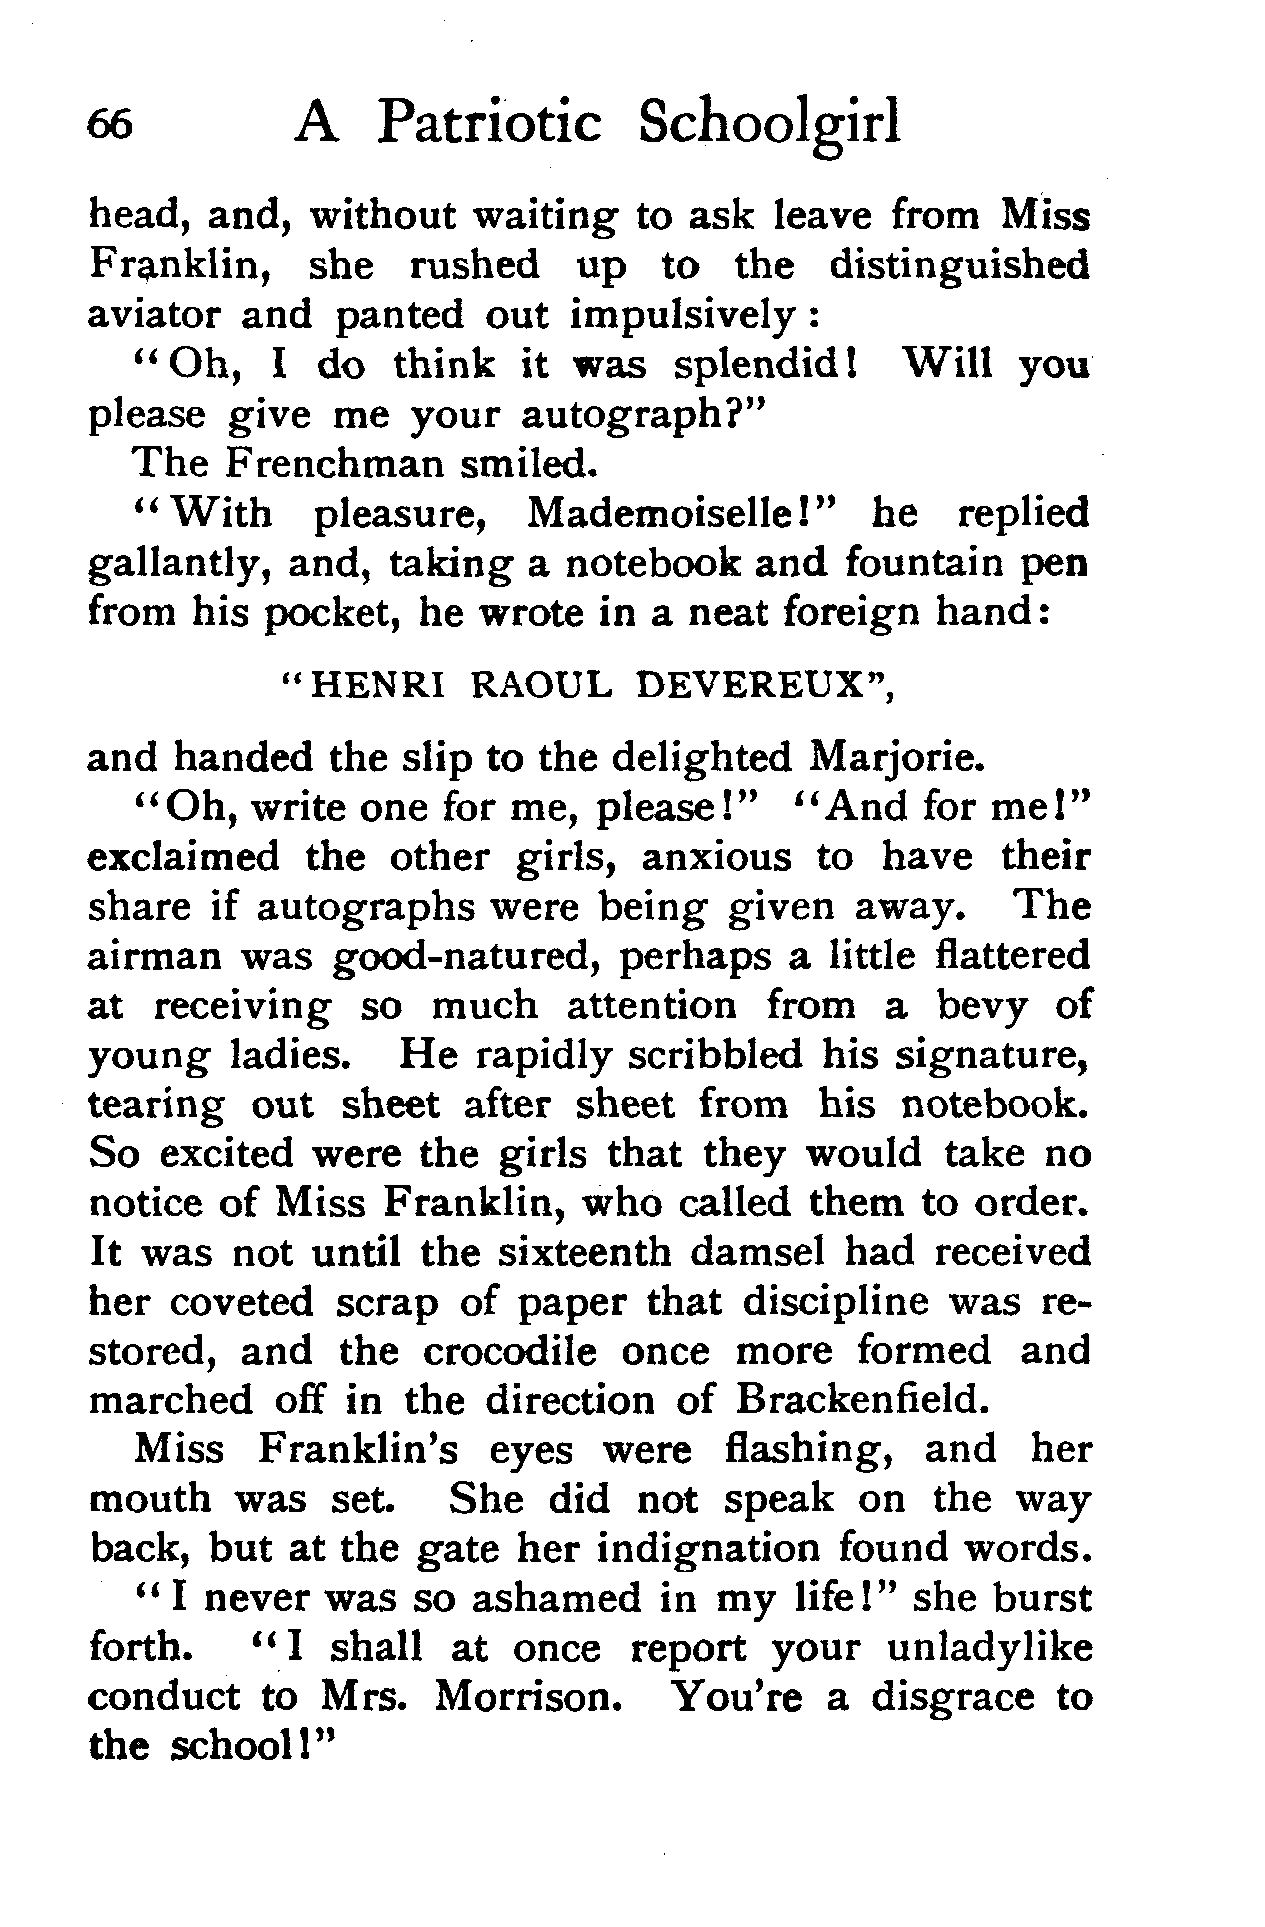 66 A Patriotic Schoolgirl
head, and, without waiting to ask leave from Miss
Franklin, she rushed up to the distinguished
aviator and panted out impulsively:
"Oh, I do think it was splendid! Will you
please give me your autograph?"
The Frenchman smiled.
"With pleasure, Mademoiselle!" he replied
gallantly, and, taking a notebook and fountain pen
from his pocket, he wrote in a neat foreign hand:
"HENRI RAOUL DEVEREUX",
and handed the slip to the delighted Marjorie.
"Oh, write one for me, please!" "And for me!"
exclaimed the other girls, anxious to have their
share if autographs were being given away. The
airman was good-natured, perhaps a little flattered
at receiving so much attention from a bevy of
young ladies. He rapidly scribbled his signature,
tearing out sheet after sheet from his notebook.
So excited were the girls that they would take no
notice of Miss Franklin, who called them to order.
It was not until the sixteenth damsel had received
her coveted scrap of paper that discipline was re-
stored, and the crocodile once more formed and
marched off in the direction of Brackenfield.
Miss Franklin's eyes were flashing, and her
mouth was set. She did not speak on the way
back, but at the gate her indignation found words.
"I never was so ashamed in my life!" she burst
forth. "I shall at once report your unladylike
conduct to Mrs. Morrison. You're a disgrace to
the school!"